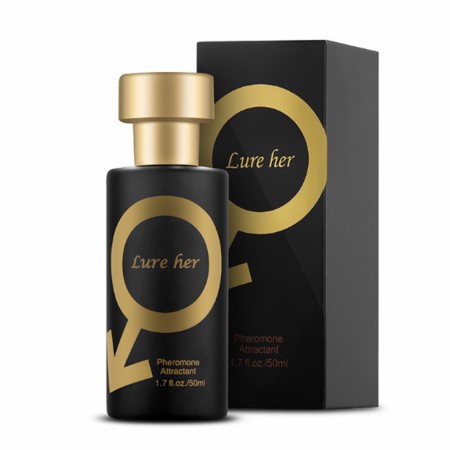 Lure her
Pheromone
Attractant
1.7 fl.oz./50ml
Lure her
Pheromone
Attractant
1.7 fl.oz./50ml